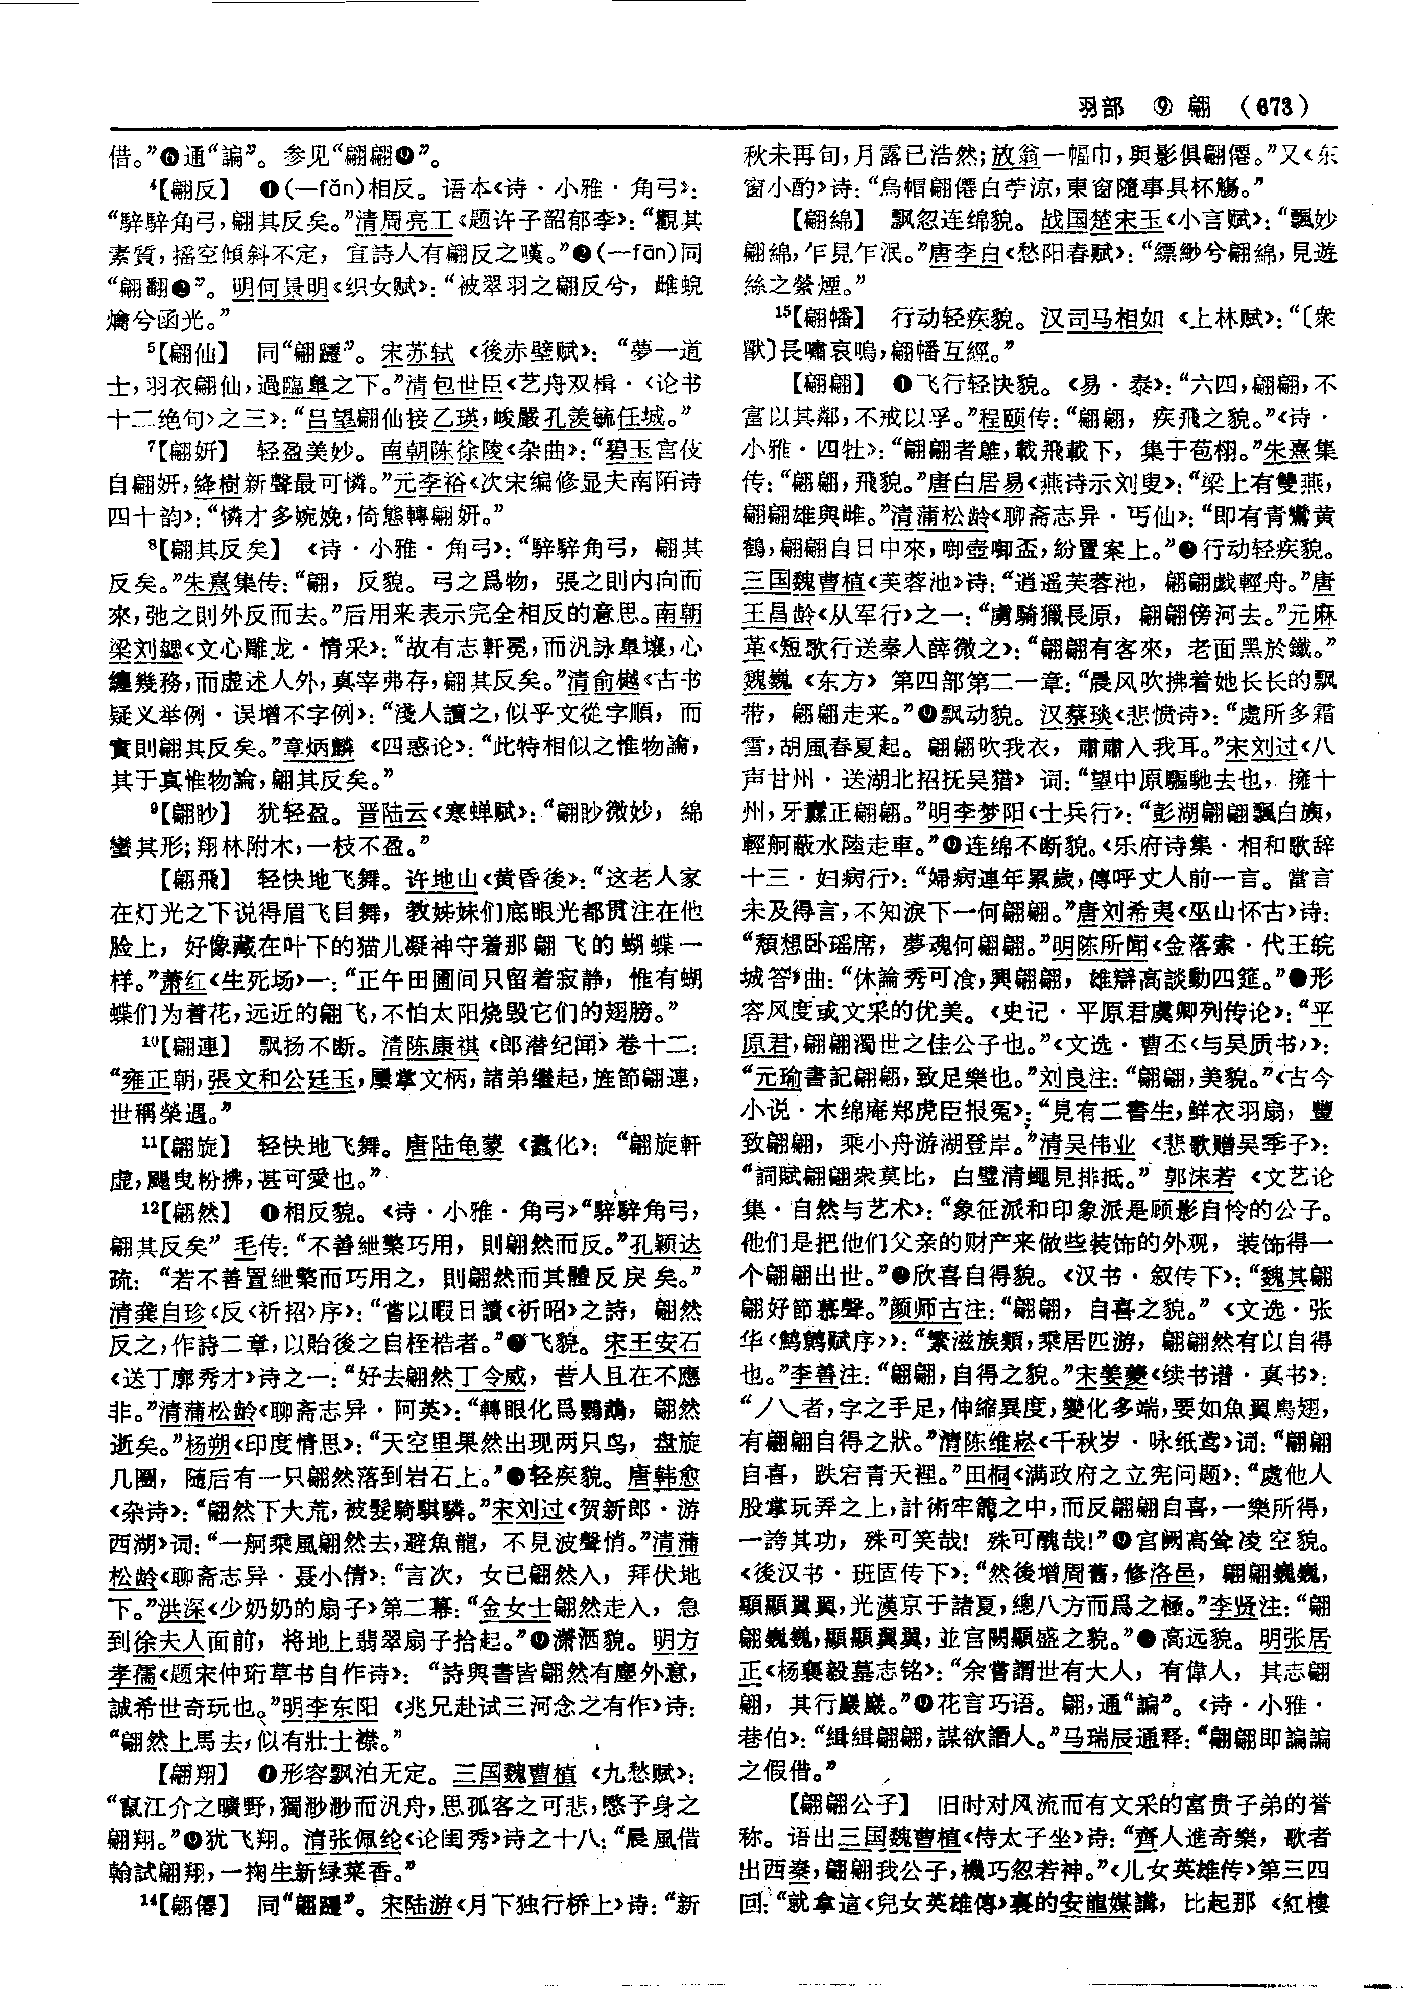 羽部 ⑨ 翩 （673）
借。”❻通“諞”。参见“翩翩❾”。
⁴【翩反】 ❶（—fǎn）相反。语本《诗·小雅·角弓》：
“騂騂角弓，翩其反矣。”清周亮工《题许子韶郁李》：“觀其
素質，摇空傾斜不定，宜詩人有翩反之嘆。”❷（—fān）同
“翩翻❷”。明何景明《织女赋》：“被翠羽之翩反兮，雌蜺
爚兮函光。”
⁵【翩仙】 同“翩躚”。宋苏轼《後赤壁赋》：“夢一道
士，羽衣翩仙，過臨臯之下。”清包世臣《艺舟双楫·〈论书
十二绝句〉之三》：“吕望翩仙接乙瑛，峻嚴孔羡毓任城。”
⁷【翩妍】 轻盈美妙。南朝陈徐陵《杂曲》：“碧玉宫伎
自翩妍，絳樹新聲最可憐。”元李裕《次宋编修显夫南陌诗
四十韵》：“憐才多婉娩，倚態轉翩妍。”
⁸【翩其反矣】 《诗·小雅·角弓》：“騂騂角弓，翩其
反矣。”朱熹集传：“翩，反貌。弓之爲物，張之則内向而
來，弛之則外反而去。”后用来表示完全相反的意思。南朝
梁刘勰《文心雕龙·情采》：“故有志軒冕，而汎詠臯壤，心
纏幾務，而虚述人外，真宰弗存，翩其反矣。”清俞樾《古书
疑义举例·误增不字例》：“淺人讀之，似乎文從字順，而
實則翩其反矣。”章炳麟《四惑论》：“此特相似之惟物論，
其于真惟物論，翩其反矣。”
⁹【翩眇】 犹轻盈。晋陆云《寒蝉赋》：“翩眇微妙，綿
蠻其形；翔林附木，一枝不盈。”
【翩飛】 轻快地飞舞。许地山《黄昏後》：“这老人家
在灯光之下说得眉飞目舞，教姊妹们底眼光都贯注在他
脸上，好像藏在叶下的猫儿凝神守着那翩飞的蝴蝶一
样。”萧红《生死场》一：“正午田圃间只留着寂静，惟有蝴
蝶们为着花，远近的翩飞，不怕太阳烧毁它们的翅膀。”
¹⁰【翩連】 飘扬不断。清陈康祺《郎潜纪闻》卷十二：
“雍正朝，張文和公廷玉，屢掌文柄，諸弟繼起，旌節翩連，
世稱榮遇。”
¹¹【翩旋】 轻快地飞舞。唐陆龟蒙《蠹化》：“翩旋軒
虚，颺曳紛拂，甚可愛也。”
¹²【翩然】 ❶相反貌。《诗·小雅·角弓》“騂騂角弓，
翩其反矣”毛传：“不善紲檠巧用，則翩然而反。”孔颖达
疏：“若不善置紲檠而巧用之，則翩然而其體反戾矣。”
清龚自珍《反〈祈招〉序》：“嘗以暇日讀《祈昭》之詩，翩然
反之，作詩二章，以貽後之自桎梏者。”❷飞貌。宋王安石
《送丁廓秀才》诗之一：“好去翩然丁令威，昔人且在不應
非。”清蒲松龄《聊斋志异·阿英》：“轉眼化爲鸚鵡，翩然
逝矣。”杨朔《印度情思》：“天空里果然出现两只鸟，盘旋
几圈，随后有一只翩然落到岩石上。”❸轻疾貌。唐韩愈
《杂诗》：“翩然下大荒，被髮騎騏驎。”宋刘过《贺新郎·游
西湖》词：“一舸乘風翩然去，避魚龍，不見波聲悄。”清蒲
松龄《聊斋志异·聂小倩》：“言次，女已翩然入，拜伏地
下。”洪深《少奶奶的扇子》第二幕：“金女士翩然走入，急
到徐夫人面前，将地上翡翠扇子拾起。”❹潇洒貌。明方
孝孺《题宋仲珩草书自作诗》：“詩與書皆翩然有塵外意，
誠希世奇玩也。”明李东阳《兆兄赴试三河念之有作》诗：
“翩然上馬去，似有壯士襟。”
【翩翔】 ❶形容飘泊无定。三国魏曹植《九愁赋》：
“竄江介之曠野，獨渺渺而汎舟，思孤客之可悲，愍予身之
翩翔。”❷犹飞翔。清张佩纶《论闺秀》诗之十八：“晨風借
翰試翩翔，一掬生新绿菜香。”
¹⁴【翩僊】 同“翩躚”。宋陆游《月下独行桥上》诗：“新
秋未再旬，月露已浩然；放翁一幅巾，與影俱翩僊。”又《东
窗小酌》诗：“烏帽翩僊白苧涼，東窗隨事具杯觴。”
【翩綿】 飘忽连绵貌。战国楚宋玉《小言赋》：“飄妙
翩綿，乍見乍泯。”唐李白《愁阳春赋》：“縹緲兮翩綿，見遊
絲之縈煙。”
¹⁵【翩幡】 行动轻疾貌。汉司马相如《上林赋》：“〔衆
獸〕長嘯哀鳴，翩幡互經。”
【翩翩】 ❶飞行轻快貌。《易·泰》：“六四，翩翩，不
富以其鄰，不戒以孚。”程颐传：“翩翩，疾飛之貌。”《诗·
小雅·四牡》：“翩翩者鵻，載飛載下，集于苞栩。”朱熹集
传：“翩翩，飛貌。”唐白居易《燕诗示刘叟》：“梁上有雙燕，
翩翩雄與雌。”清蒲松龄《聊斋志异·丐仙》：“即有青鸞黄
鶴，翩翩自日中來，啣壺啣盃，紛置案上。”❷行动轻疾貌。
三国魏曹植《芙蓉池》诗：“逍遥芙蓉池，翩翩戲輕舟。”唐
王昌龄《从军行》之一：“虜騎獵長原，翩翩傍河去。”元麻
革《短歌行送秦人薛微之》：“翩翩有客來，老面黑於鐵。”
魏巍《东方》第四部第二一章：“晨风吹拂着她长长的飘
带，翩翩走来。”❸飘动貌。汉蔡琰《悲愤诗》：“處所多霜
雪，胡風春夏起。翩翩吹我衣，肅肅入我耳。”宋刘过《八
声甘州·送湖北招抚吴猎》词：“望中原驅馳去也，擁十
州，牙纛正翩翩。”明李梦阳《士兵行》：“彭湖翩翩飄白旗，
輕舸蔽水陸走車。”❹连绵不断貌。《乐府诗集·相和歌辞
十三·妇病行》：“婦病連年累歲，傳呼丈人前一言。當言
未及得言，不知淚下一何翩翩。”唐刘希夷《巫山怀古》诗：
“頹想卧瑶席，夢魂何翩翩。”明陈所闻《金落索·代王皖
城答》曲：“休論秀可飡，興翩翩，雄辯高談動四筵。”❺形
容风度或文采的优美。《史记·平原君虞卿列传论》：“平
原君，翩翩濁世之佳公子也。”《文选·曹丕〈与吴质书〉》：
“元瑜書記翩翩，致足樂也。”刘良注：“翩翩，美貌。”《古今
小说·木绵庵郑虎臣报冤》：“見有二書生，鲜衣羽扇，豐
致翩翩，乘小舟游湖登岸。”清吴伟业《悲歌赠吴季子》：
“詞賦翩翩衆莫比，白璧清蠅見排抵。”郭沫若《文艺论
集·自然与艺术》：“象征派和印象派是顾影自怜的公子。
他们是把他们父亲的财产来做些装饰的外观，装饰得一
个翩翩出世。”❻欣喜自得貌。《汉书·叙传下》：“魏其翩
翩好節慕聲。”颜师古注：“翩翩，自喜之貌。”《文选·张
华〈鹪鹩赋序〉》：“繁滋族類，乘居匹游，翩翩然有以自得
也。”李善注：“翩翩，自得之貌。”宋姜夔《续书谱·真书》：
“丿乀者，字之手足，伸縮異度，變化多端，要如魚翼鳥翅，
有翩翩自得之狀。”清陈维崧《千秋岁·咏纸鸢》词：“翩翩
自喜，跌宕青天裡。”田桐《满政府之立宪问题》：“處他人
股掌玩弄之上，計術牢籠之中，而反翩翩自喜，一樂所得，
一誇其功，殊可笑哉！殊可醜哉！”❼宫阙高耸凌空貌。
《後汉书·班固传下》：“然後增周舊，修洛邑，翩翩巍巍，
顯顯翼翼，光漢京于諸夏，總八方而爲之極。”李贤注：“翩
翩巍巍，顯顯翼翼，並宫闕顯盛之貌。”❽高远貌。明张居
正《杨襄毅墓志铭》：“余嘗謂世有大人，有偉人，其志翩
翩，其行巖巖。”❾花言巧语。翩，通“諞”。《诗·小雅·
巷伯》：“缉缉翩翩，謀欲譖人。”马瑞辰通释：“翩翩即諞諞
之假借。”
【翩翩公子】 旧时对风流而有文采的富贵子弟的誉
称。语出三国魏曹植《侍太子坐》诗：“齊人進奇樂，歌者
出西秦，翩翩我公子，機巧忽若神。”《儿女英雄传》第三四
回：“就拿這《兒女英雄傳》裏的安龍媒講，比起那《紅樓